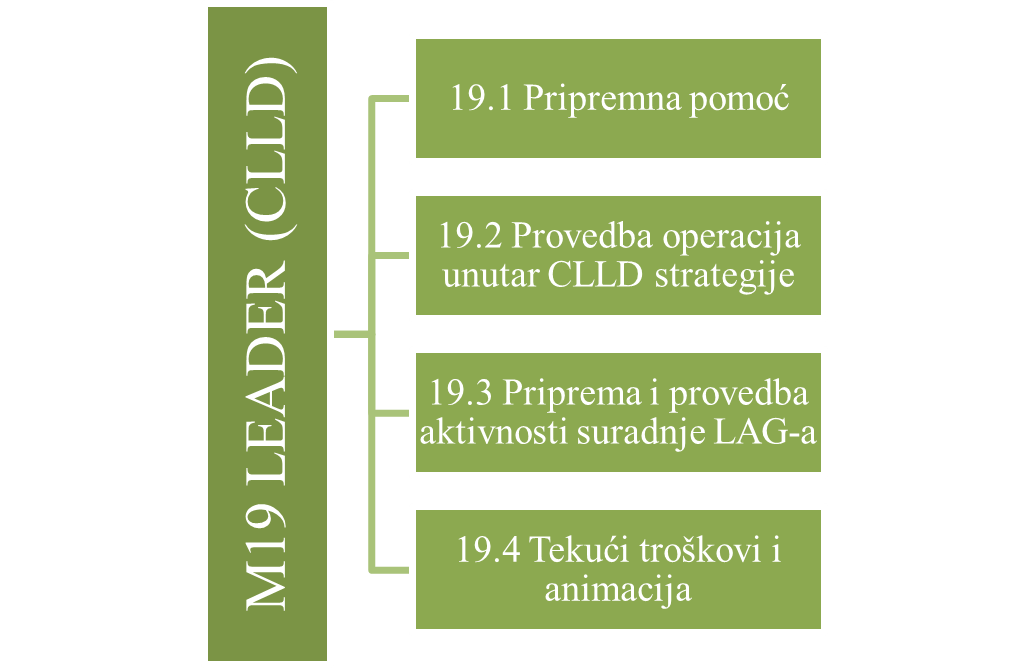 M19 LEADER (CLLD)
19.1 Pripremna pomoć
19.2 Provedba operacija
unutar CLLD strategije
19.3 Priprema i provedba
aktivnosti suradnje LAG-a
19.4 Tekući troškovi i
animacija